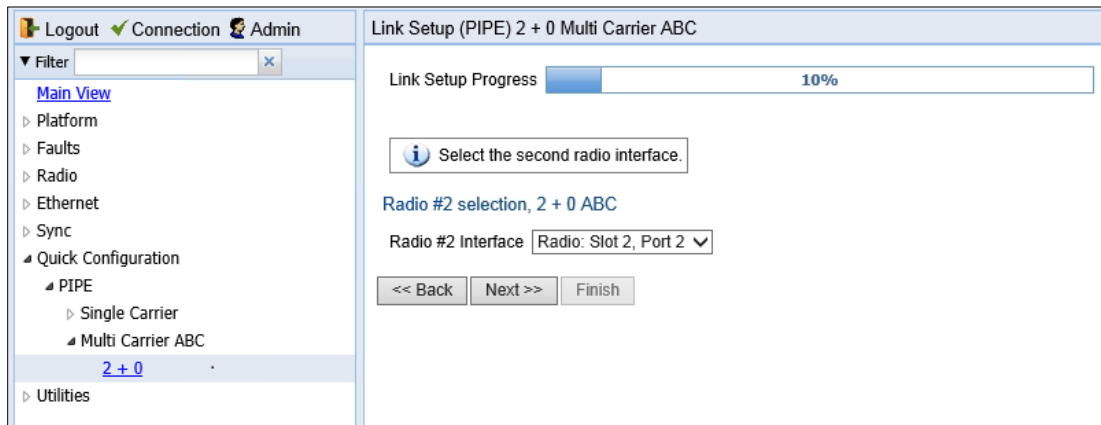 Logout Connection Admin
Filter
Main View
Platform
Faults
Radio
Ethernet
Sync
Quick Configuration
PIPE
Single Carrier
Multi Carrier ABC
2 + 0
Utilities
Link Setup (PIPE) 2 + 0 Multi Carrier ABC
Link Setup Progress 10%
Select the second radio interface.
Radio #2 selection, 2 + 0 ABC
Radio #2 Interface Radio: Slot 2, Port 2
<< Back Next >> Finish